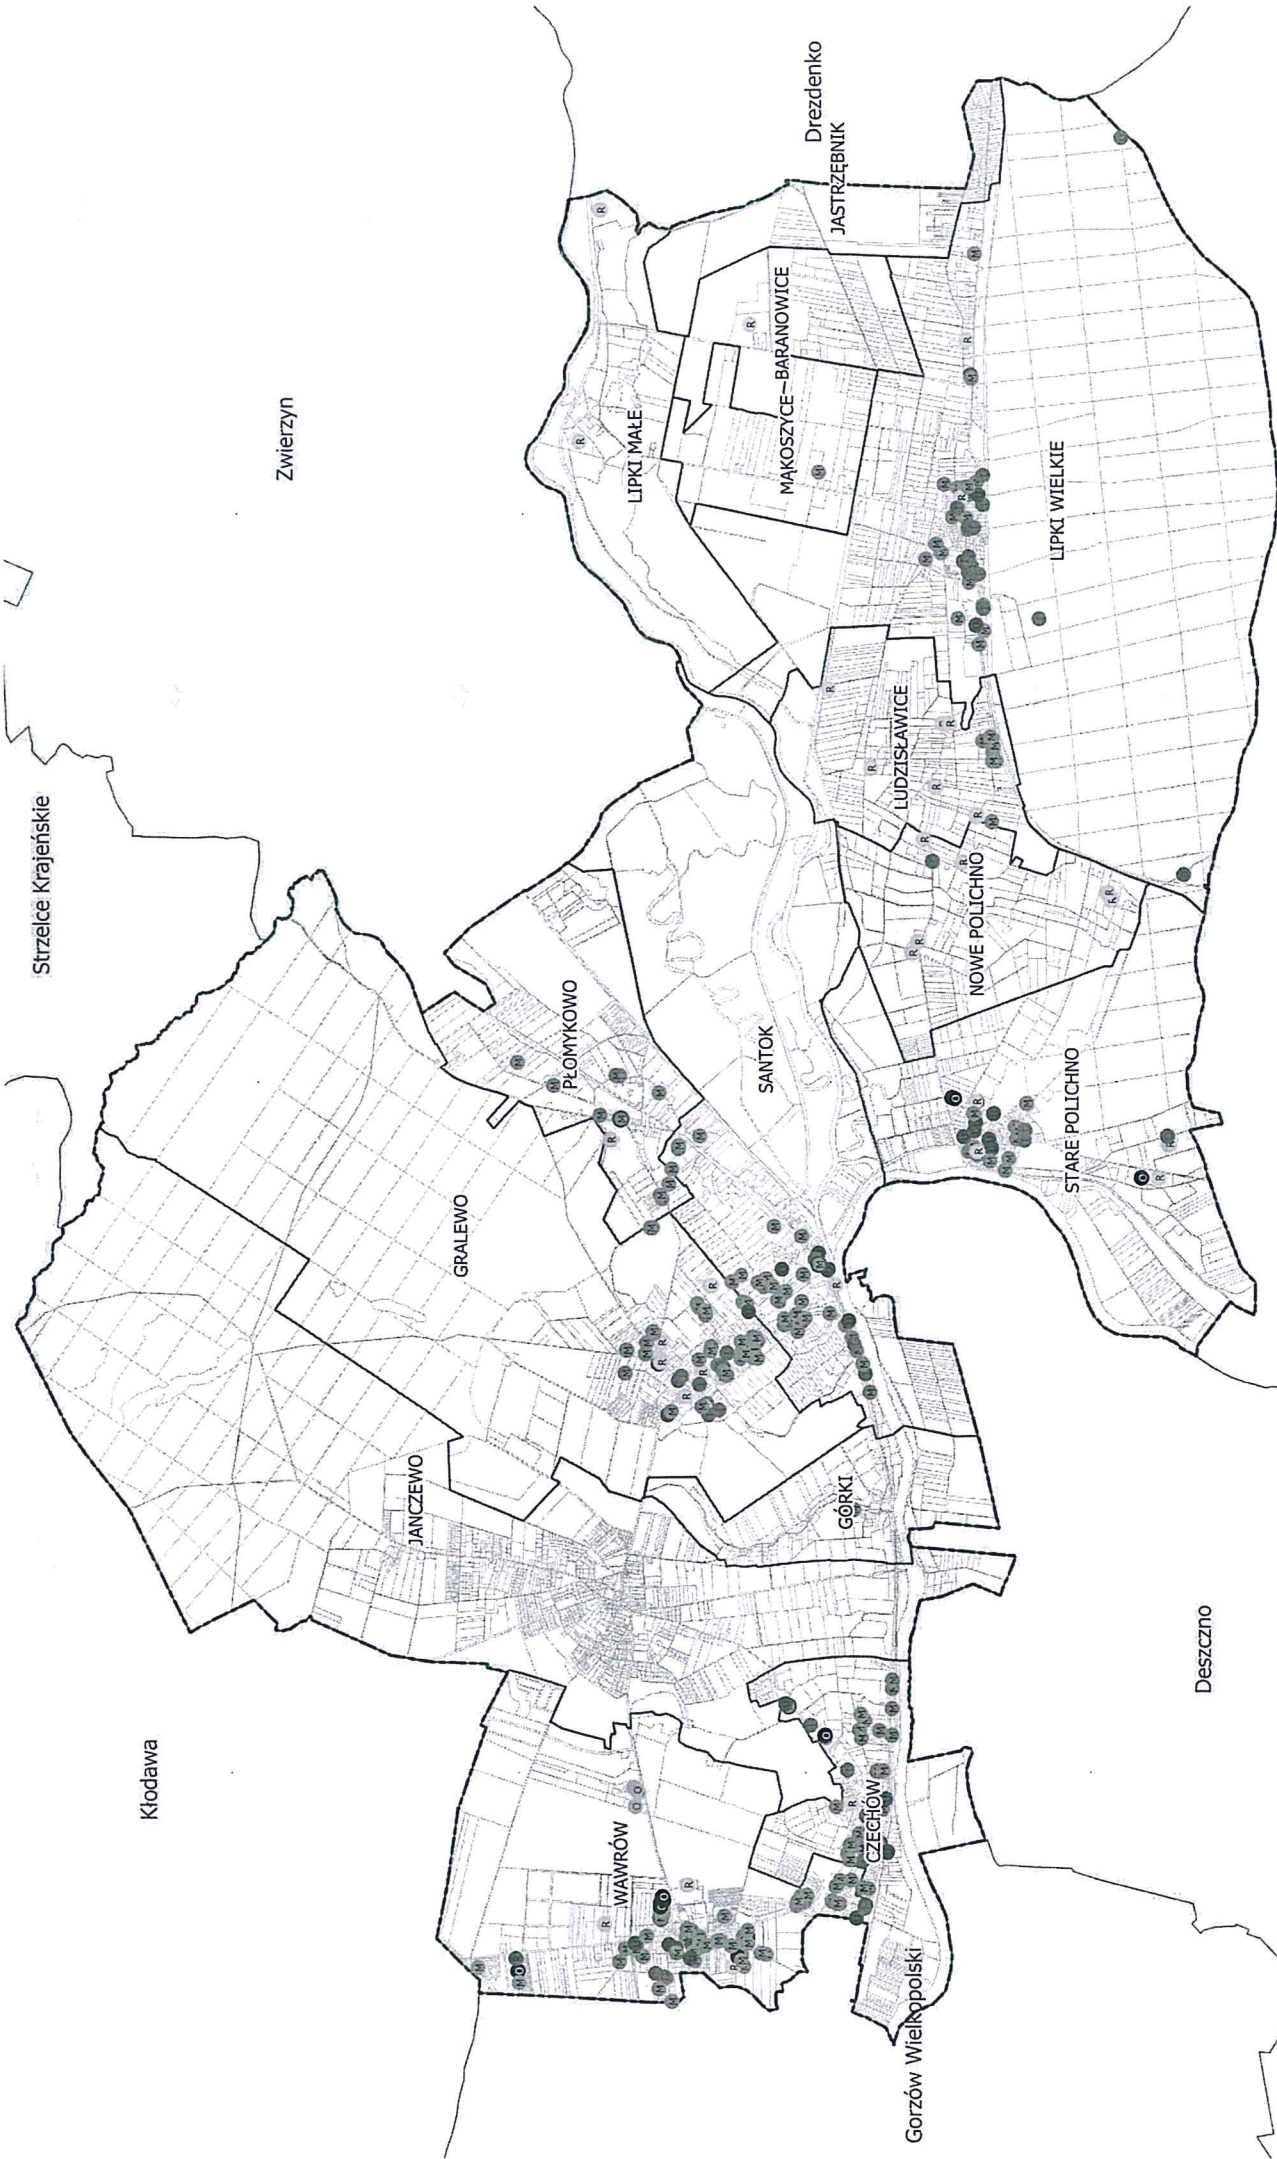 Strzelce Krajeńskie
Kłodawa
Zwierzyn
Drezdenko
JASTRZĘBNIK
LIPKI MAŁE
MĄKOSZYCE-BARANOWICE
LIPKI WIELKIE
LUDZISŁAWICE
NOWE POLICHNO
STARE POLICHNO
SANTOK
PŁOMYKOWO
GRALEWO
JANCZEWO
GÓRKI
WAWRÓW
CZECHÓW
Gorzów Wielkopolski
Deszczno